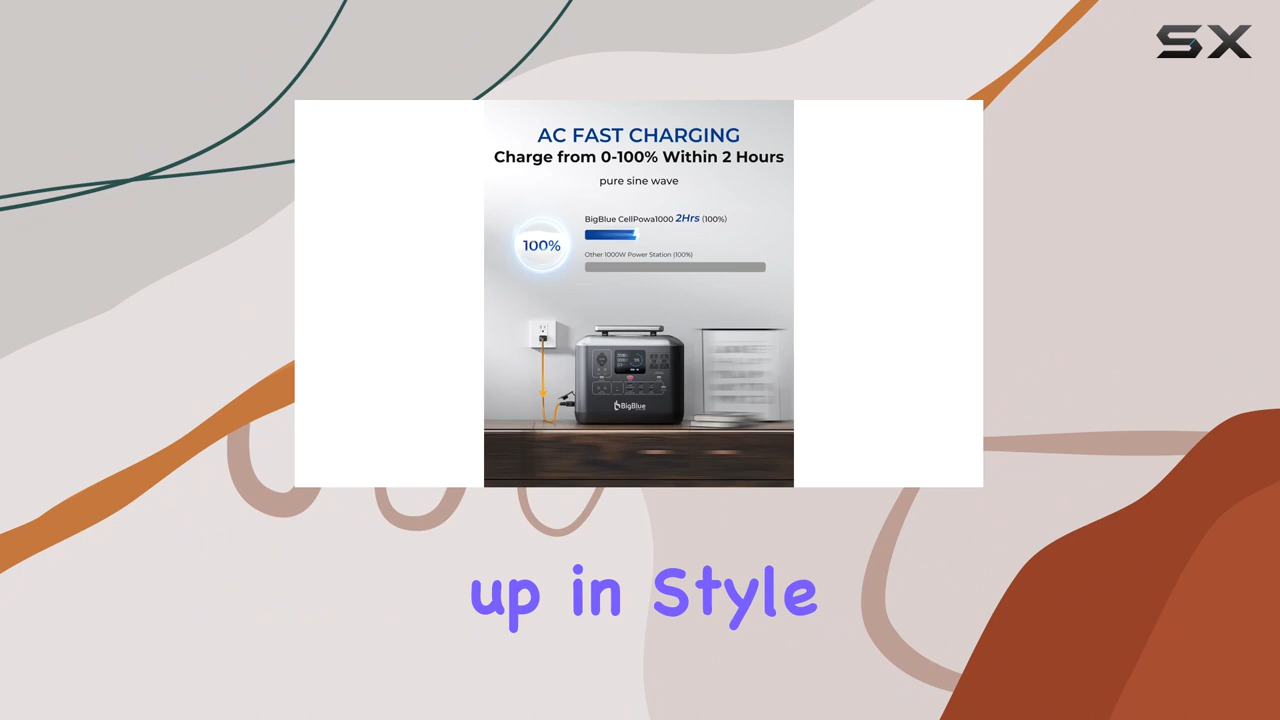 SX
AC FAST CHARGING
Charge from 0-100% Within 2 Hours
pure sine wave
BigBlue CellPowa1000 2Hrs (100%)
100%
Other 1000W Power Station (100%)
BigBlue
up in Style